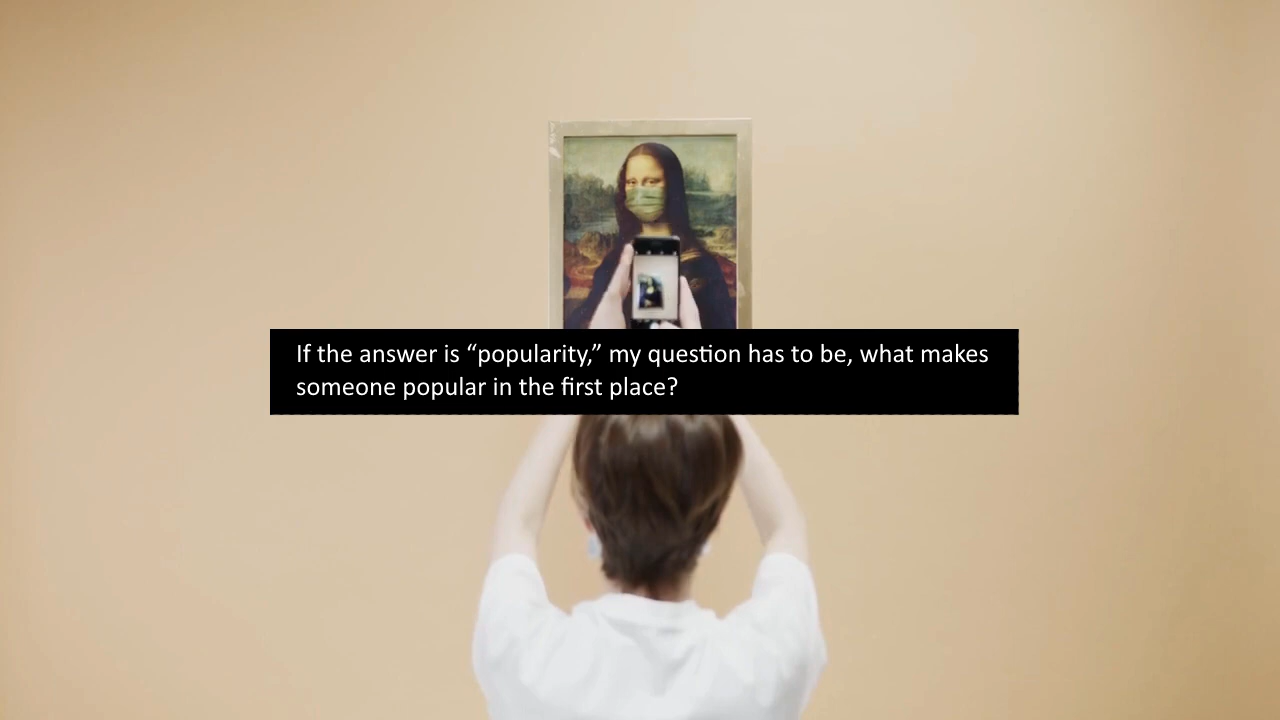 If the answer is “popularity,” my question has to be, what makes
someone popular in the first place?